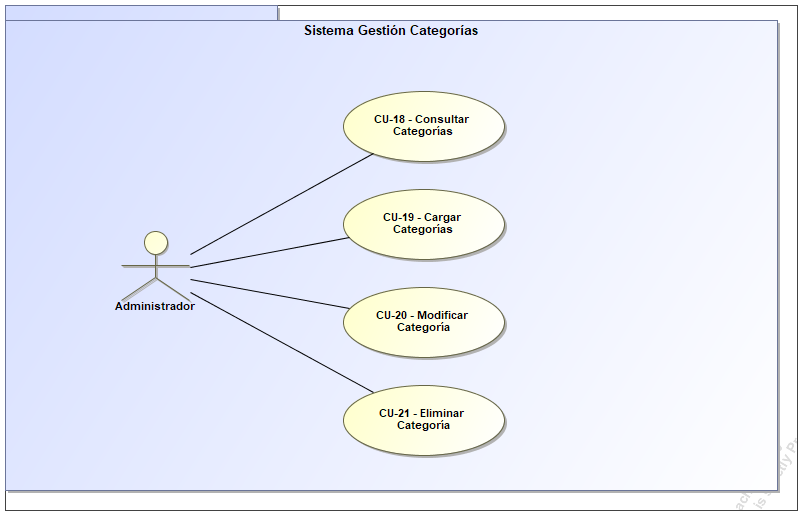 Sistema Gestión Categorías
CU-18 - Consultar
Categorías
CU-19 - Cargar
Categorías
Administrador
CU-20 - Modificar
Categoría
CU-21 - Eliminar
Categoría
is